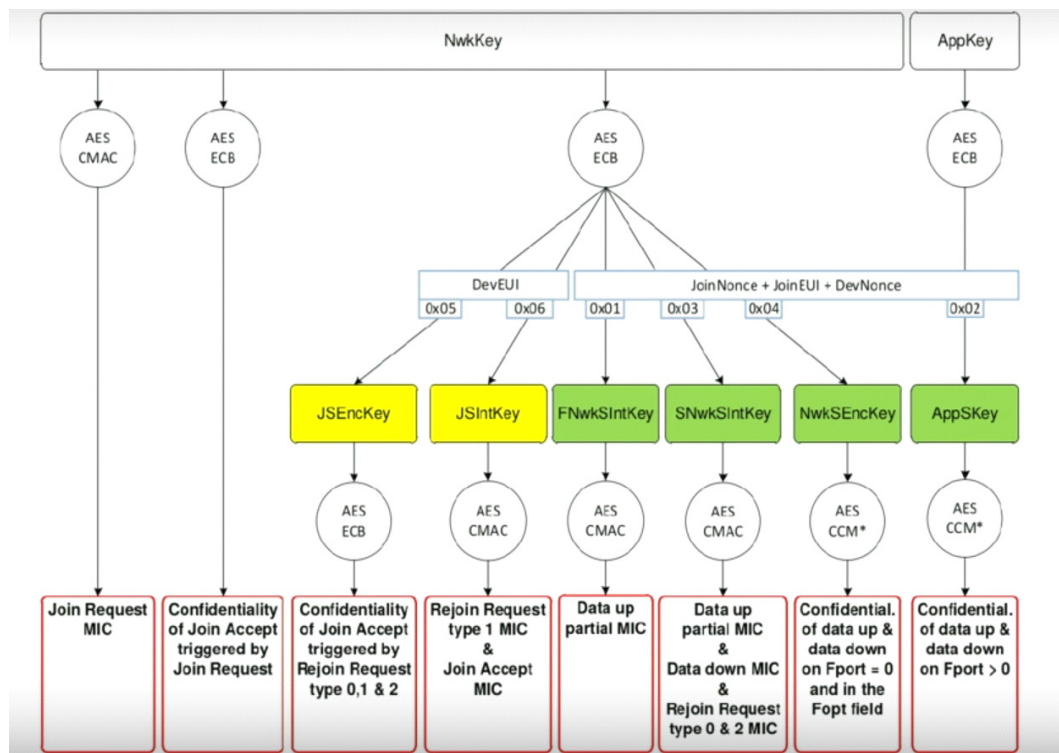 NwkKey
AppKey
AES
CMAC
AES
ECB
AES
ECB
AES
ECB
DevEUI
JoinNonce + JoinEUI + DevNonce
0x05
0x06
0x01
0x03
0x04
0x02
JSEncKey
JSIntKey
FNwkSIntKey
SNwkSIntKey
NwkSEncKey
AppSKey
AES
ECB
AES
CMAC
AES
CMAC
AES
CMAC
AES
CCM*
AES
CCM*
Join Request
MIC
Confidentiality
of Join Accept
triggered by
Join Request
Confidentiality
of Join Accept
triggered by
Rejoin Request
type 0,1 & 2
Rejoin Request
type 1 MIC
&
Join Accept
MIC
Data up
partial MIC
Data up
partial MIC
&
Data down MIC
&
Rejoin Request
type 0 & 2 MIC
Confidential.
of data up &
data down
on Fport = 0
and in the
Fopt field
Confidential.
of data up &
data down
on Fport > 0